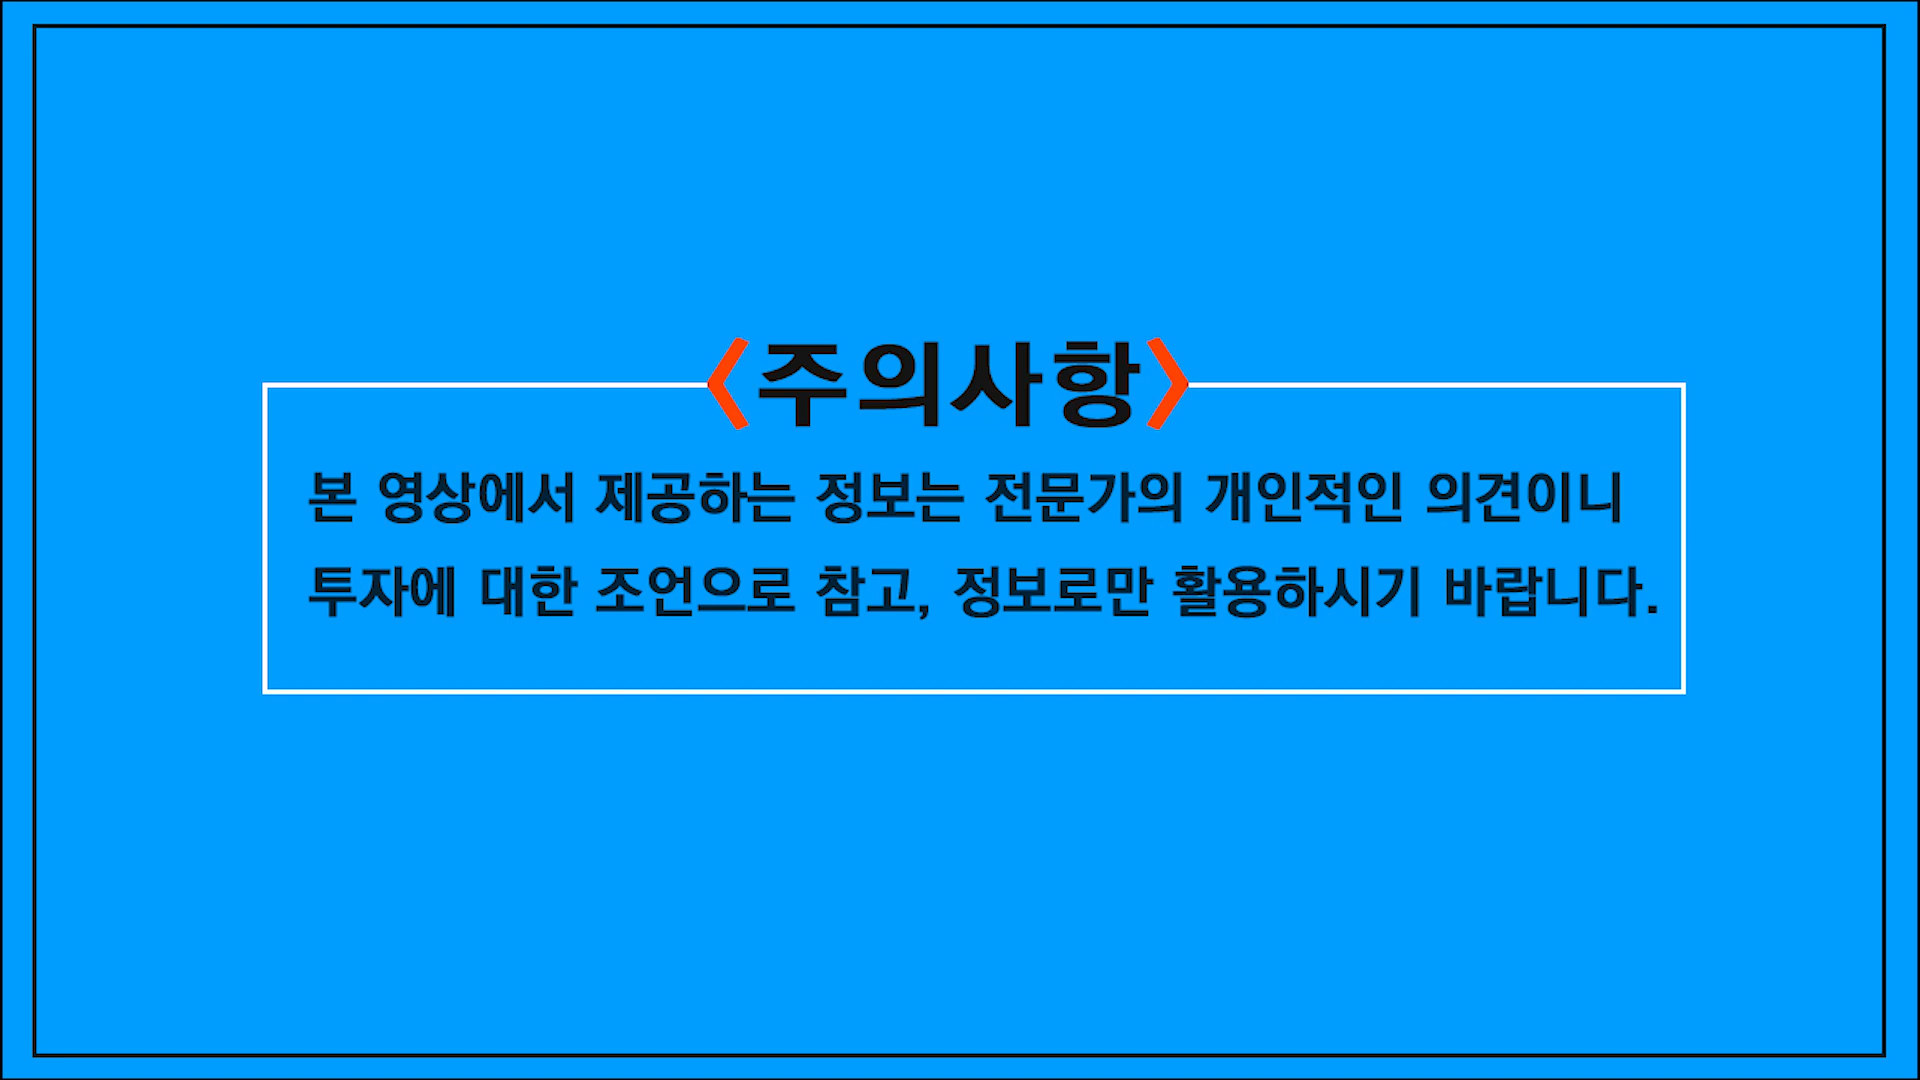 〈주의사항〉
본 영상에서 제공하는 정보는 전문가의 개인적인 의견이니
투자에 대한 조언으로 참고, 정보로만 활용하시기 바랍니다.